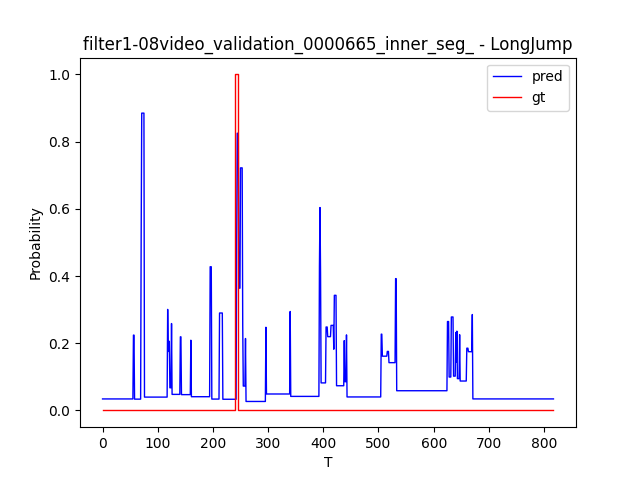 filter1-08video_validation_0000665_inner_seg_ - LongJump
pred
gt
1.0
0.8
0.6
0.4
0.2
0.0
Probability
0 100 200 300 400 500 600 700 800
T